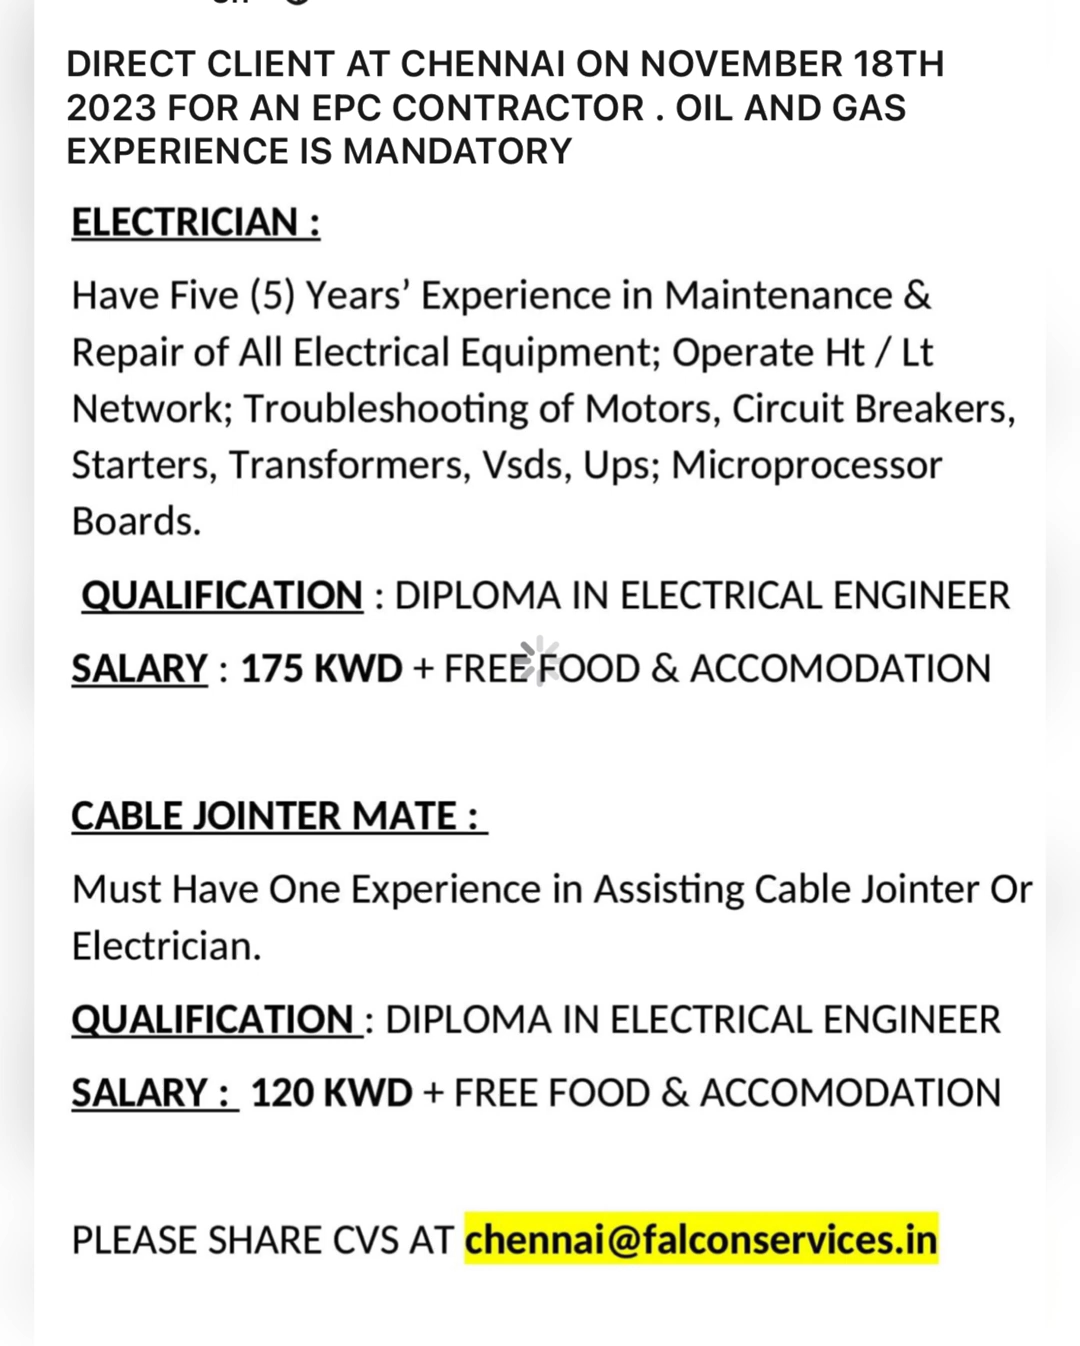 DIRECT CLIENT AT CHENNAI ON NOVEMBER 18TH
2023 FOR AN EPC CONTRACTOR . OIL AND GAS
EXPERIENCE IS MANDATORY
ELECTRICIAN :
Have Five (5) Years’ Experience in Maintenance &
Repair of All Electrical Equipment; Operate Ht / Lt
Network; Troubleshooting of Motors, Circuit Breakers,
Starters, Transformers, Vsds, Ups; Microprocessor
Boards.
QUALIFICATION : DIPLOMA IN ELECTRICAL ENGINEER
SALARY : 175 KWD + FREE FOOD & ACCOMODATION
CABLE JOINTER MATE :
Must Have One Experience in Assisting Cable Jointer Or
Electrician.
QUALIFICATION : DIPLOMA IN ELECTRICAL ENGINEER
SALARY : 120 KWD + FREE FOOD & ACCOMODATION
PLEASE SHARE CVS AT chennai@falconservices.in